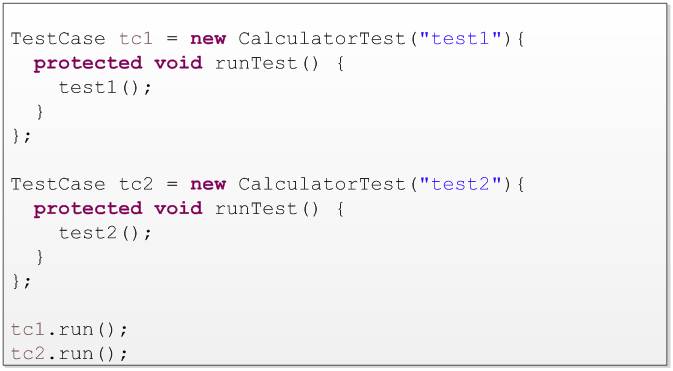 TestCase tc1 = new CalculatorTest("test1"){
  protected void runTest() {
    test1();
  }
};
TestCase tc2 = new CalculatorTest("test2"){
  protected void runTest() {
    test2();
  }
};
tc1.run();
tc2.run();